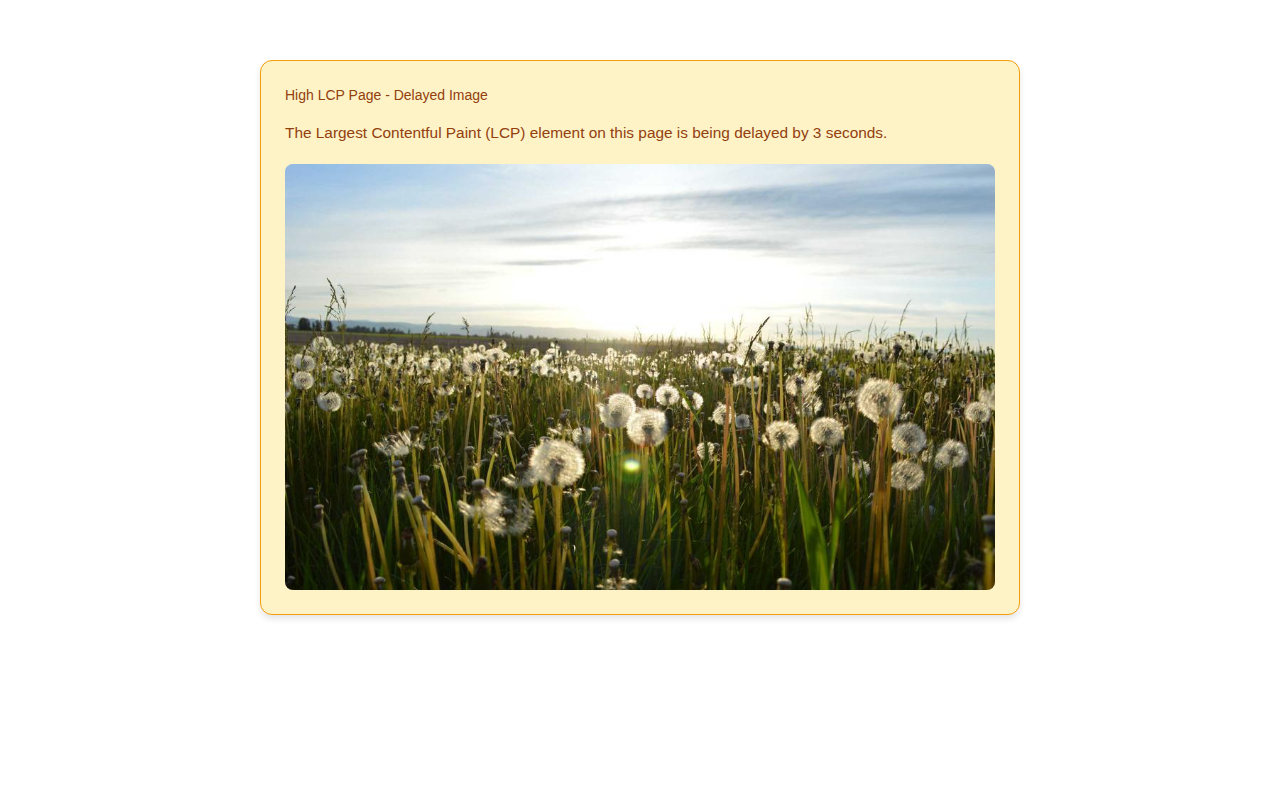 High LCP Page - Delayed Image
The Largest Contentful Paint (LCP) element on this page is being delayed by 3 seconds.